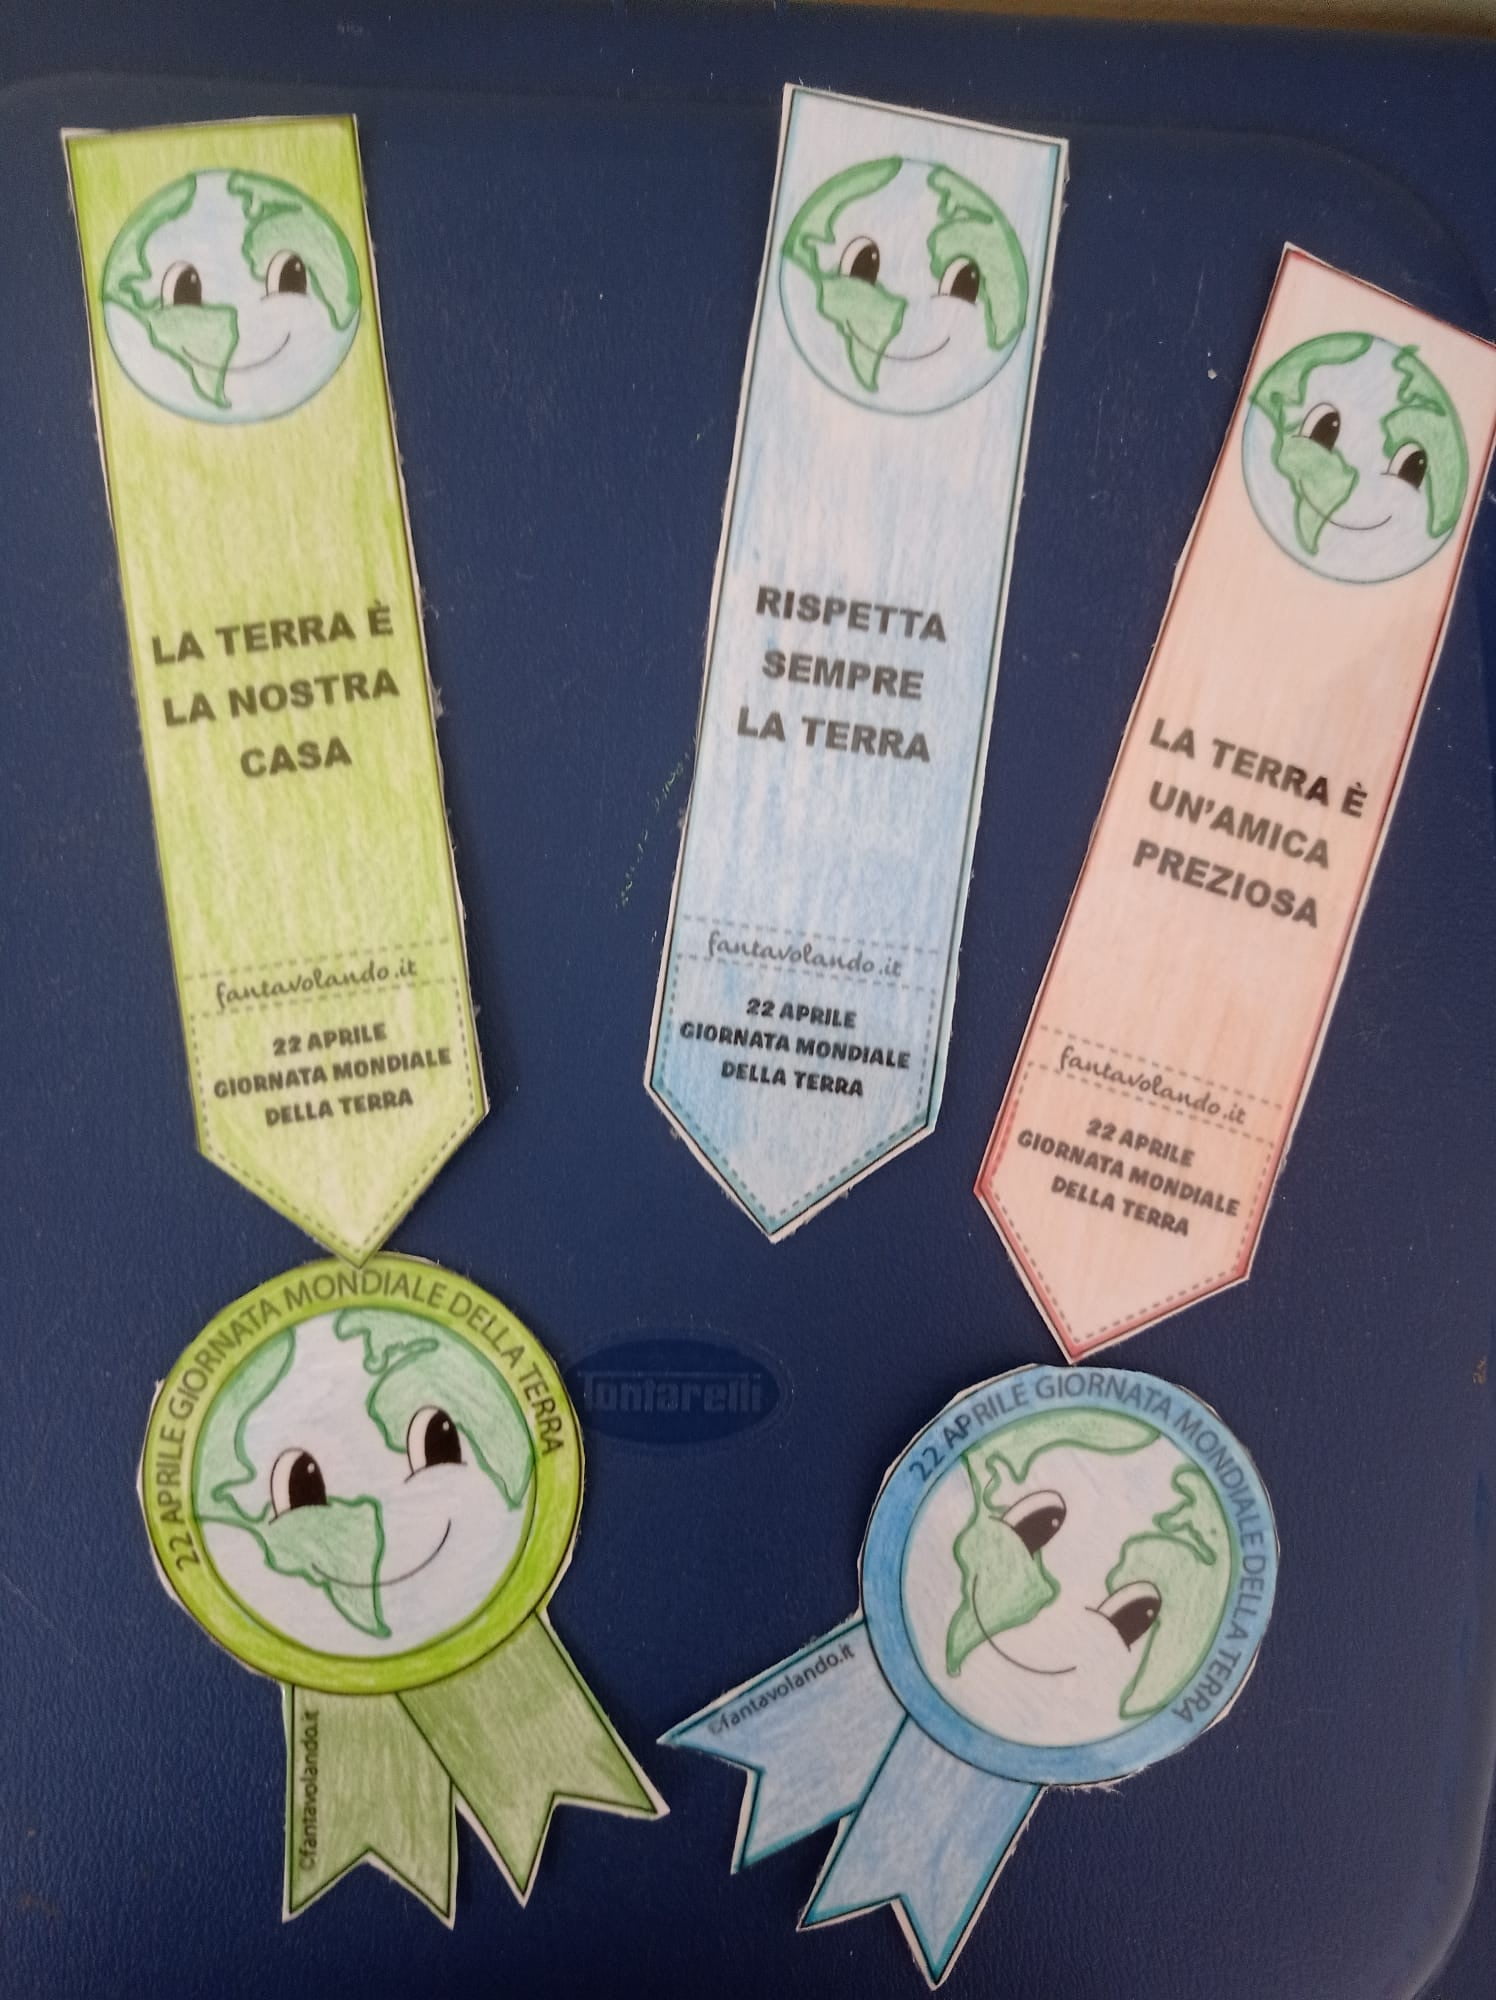 LA TERRA È
LA NOSTRA
CASA
fantavolando.it
22 APRILE
GIORNATA MONDIALE
DELLA TERRA
RISPETTA
SEMPRE
LA TERRA
fantavolando.it
22 APRILE
GIORNATA MONDIALE
DELLA TERRA
LA TERRA È
UN'AMICA
PREZIOSA
fantavolando.it
22 APRILE
GIORNATA MONDIALE
DELLA TERRA
22 APRILE GIORNATA MONDIALE DELLA TERRA
©fantavolando.it
Tontarelli
22 APRILE GIORNATA MONDIALE DELLA TERRA
©fantavolando.it